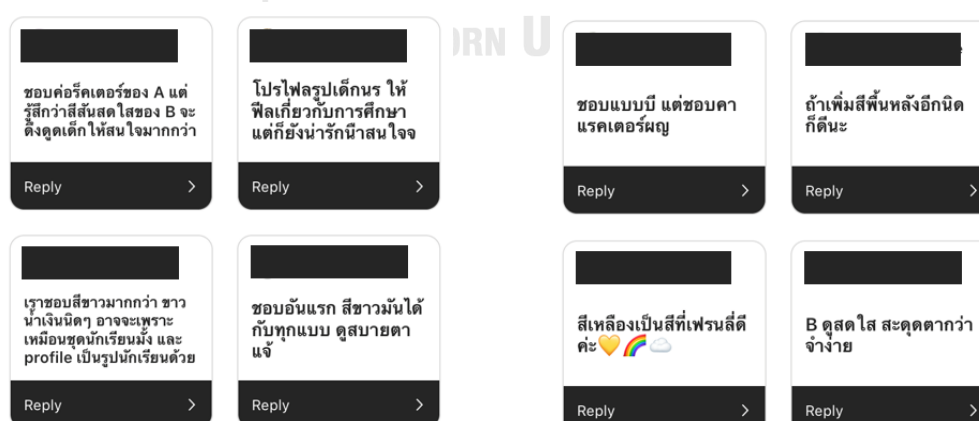 ORN U
ชอบค่อร็คเตอร์ของ A แต่
รู้สึกว่าสีสันสดใสของ B จะ
ดึงดูดเด็กให้สนใจมากกว่า
Reply
โปรไฟลรูปเด็กนร ให้
ฟีลเกี่ยวกับการศึกษา
แต่ก็ยังน่ารักนืาสนใจจ
Reply
ชอบแบบบี แต่ชอบคา
แรคเตอร์ผญ
Reply
ถ้าเพิ่มสีพื้นหลังอีกนิด
ก็ดีนะ
Reply
เราชอบสีขาวมากกว่า ขาว
น้ำเงินนิดๆ อาจจะเพราะ
เหมือนชุดนักเรียนมั้ง และ
profile เป็นรูปนักเรียนด้วย
Reply
ชอบอันแรก สีขาวมันได้
กับทุกแบบ ดูสบายตา
แจ้
Reply
สีเหลืองเป็นสีที่เฟรนลี่ดี
ค่ะ💛🌈☁️
Reply
B ดูสดใส สะดุดตากว่า
จำง่าย
Reply